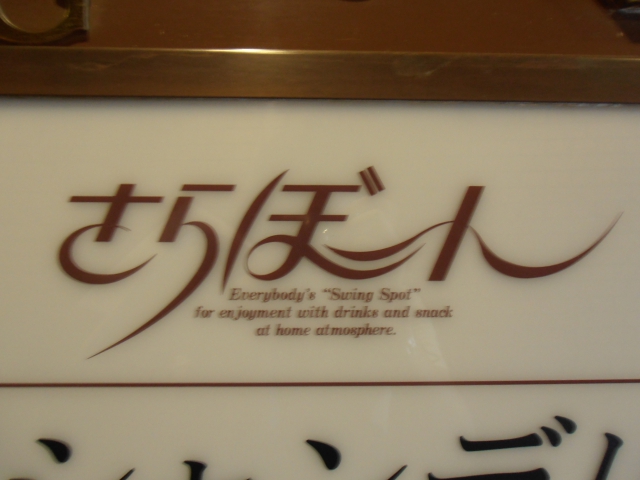 さらぼーん
Everybody's "Swing Spot"
for enjoyment with drinks and snack
at home atmosphere.